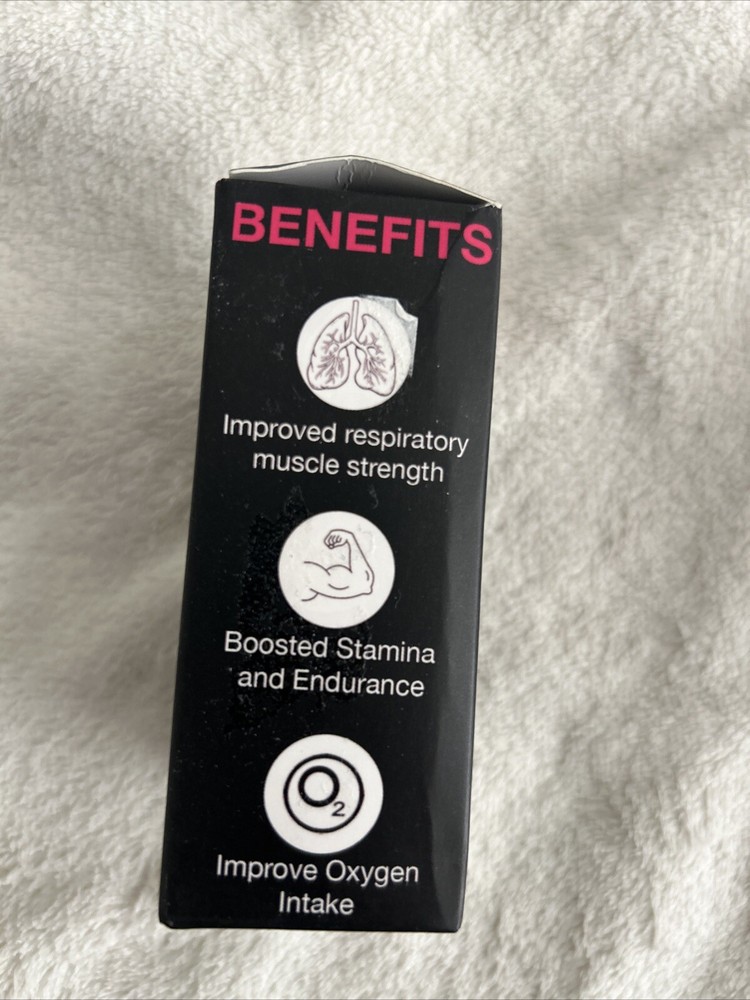 BENEFITS
Improved respiratory
muscle strength
Boosted Stamina
and Endurance
O2
Improve Oxygen
Intake